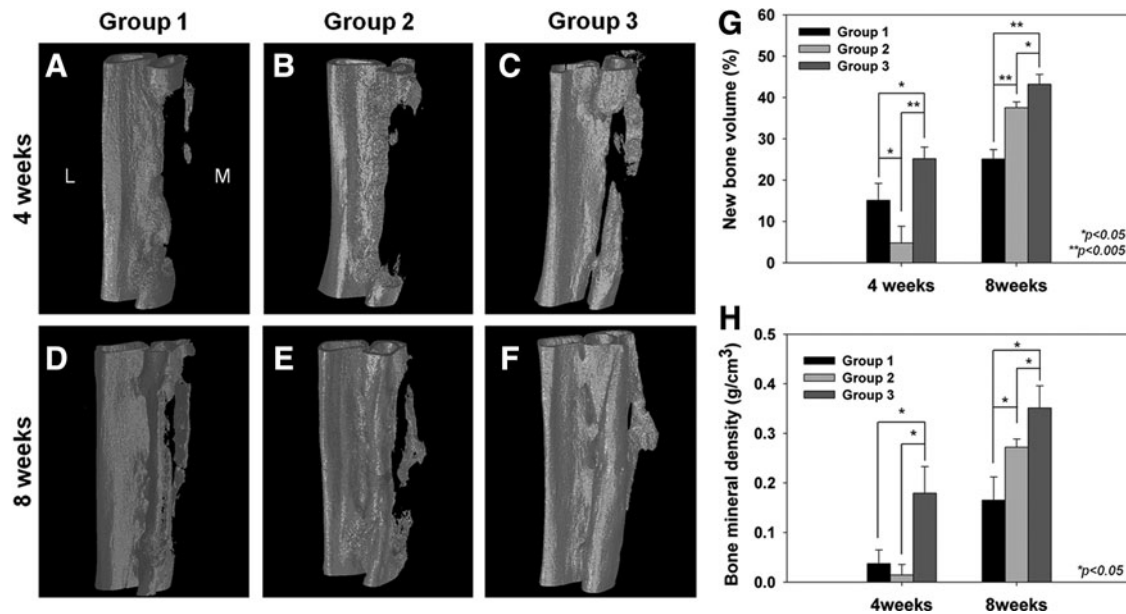 Group 1
Group 2
Group 3
4 weeks
A
L
M
B
C
8 weeks
D
E
F
G
New bone volume (%)
60
50
40
30
20
10
0
Group 1
Group 2
Group 3
*
*
**
**
**
*
*p<0.05
**p<0.005
4 weeks
8weeks
H
Bone mineral density (g/cm³)
0.5
0.4
0.3
0.2
0.1
0.0
Group 1
Group 2
Group 3
*
*
*
*
*
*p<0.05
4weeks
8weeks